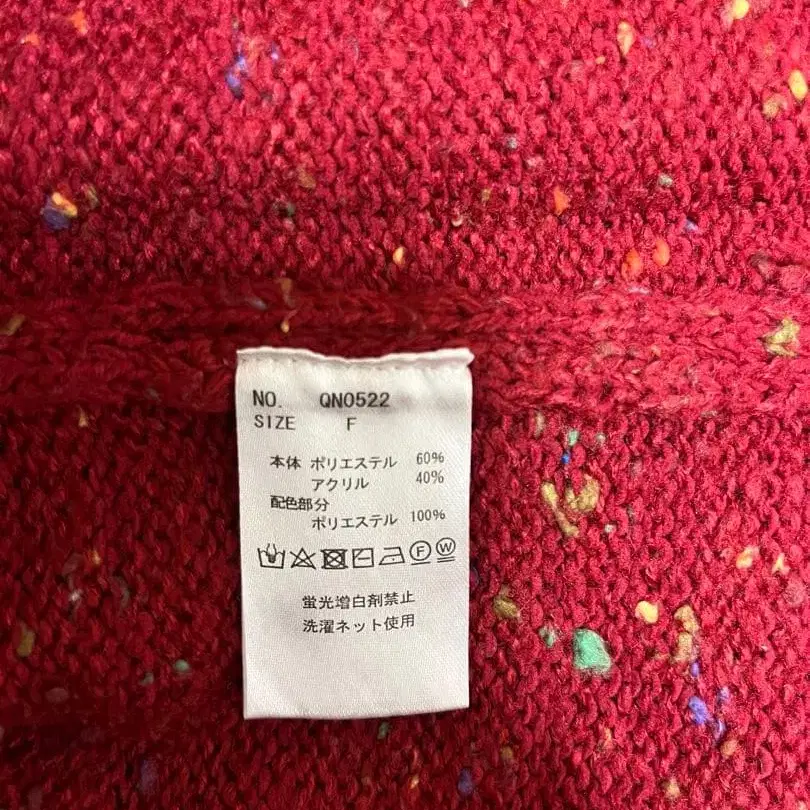 NO. QN0522
SIZE F
本体 ポリエステル 60%
アクリル 40%
配色部分
ポリエステル 100%
F W
蛍光増白剤禁止
洗濯ネット使用